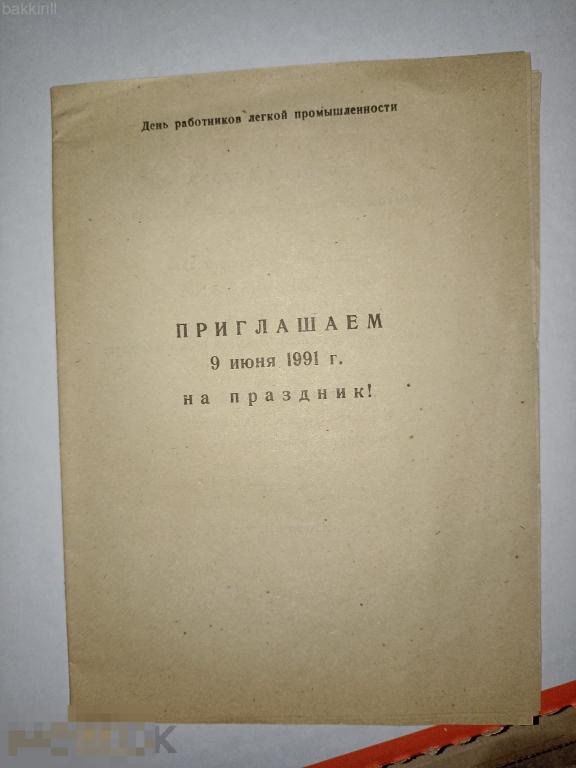 bakkirill
День работников легкой промышленности
ПРИГЛАШАЕМ
9 июня 1991 г.
на праздник!